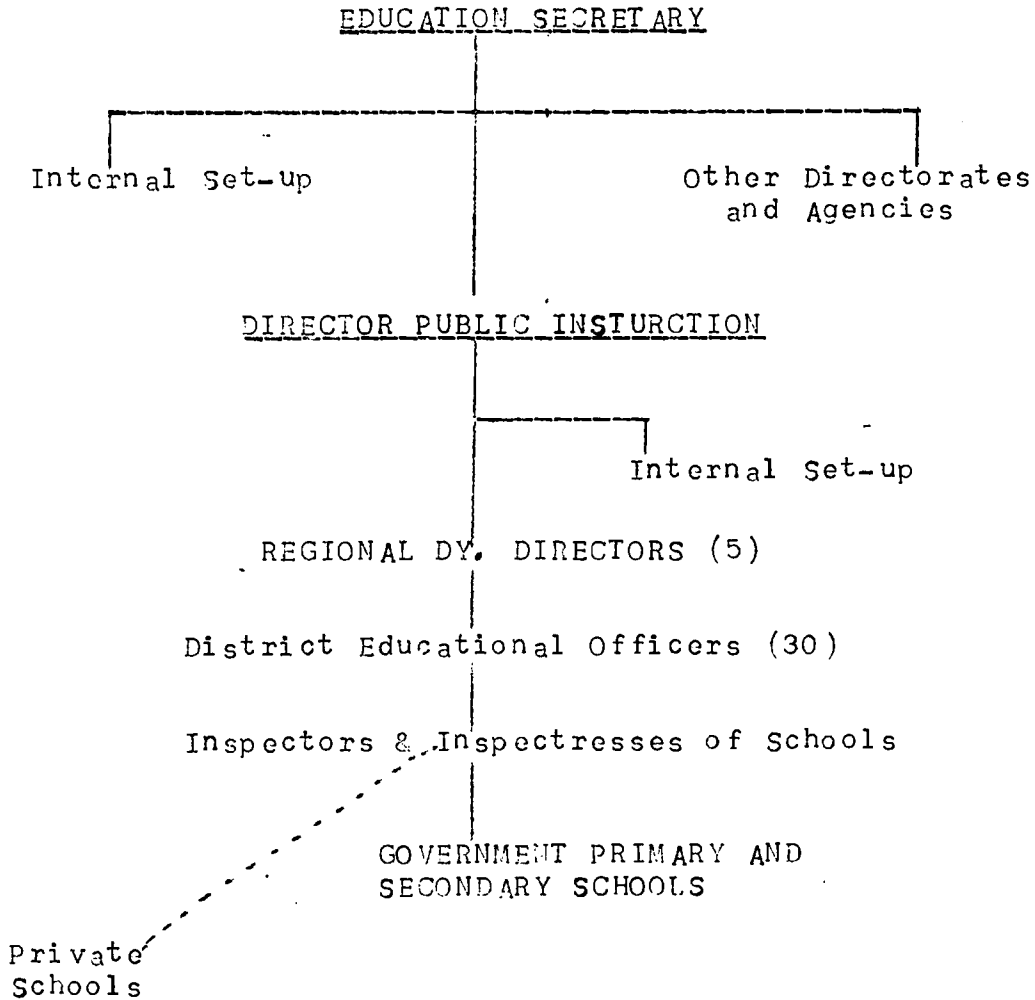 EDUCATION SECRETARY
Internal Set-up
Other Directorates
and Agencies
DIRECTOR PUBLIC INSTURCTION
Internal Set-up
REGIONAL DY. DIRECTORS (5)
District Educational Officers (30)
Inspectors & Inspectresses of Schools
GOVERNMENT PRIMARY AND
SECONDARY SCHOOLS
Private
Schools